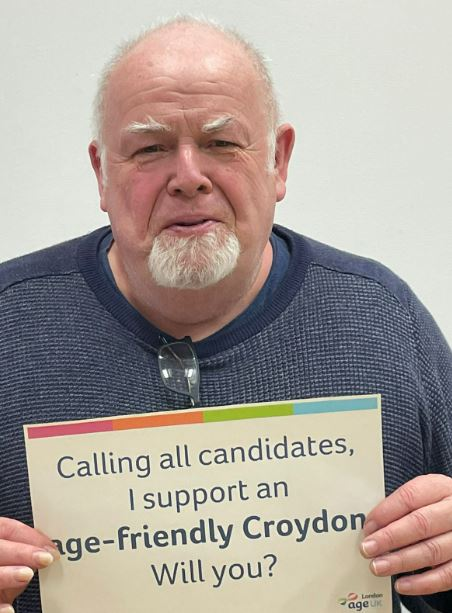 Calling all candidates,
I support an
age-friendly Croydon
Will you?
London
age UK